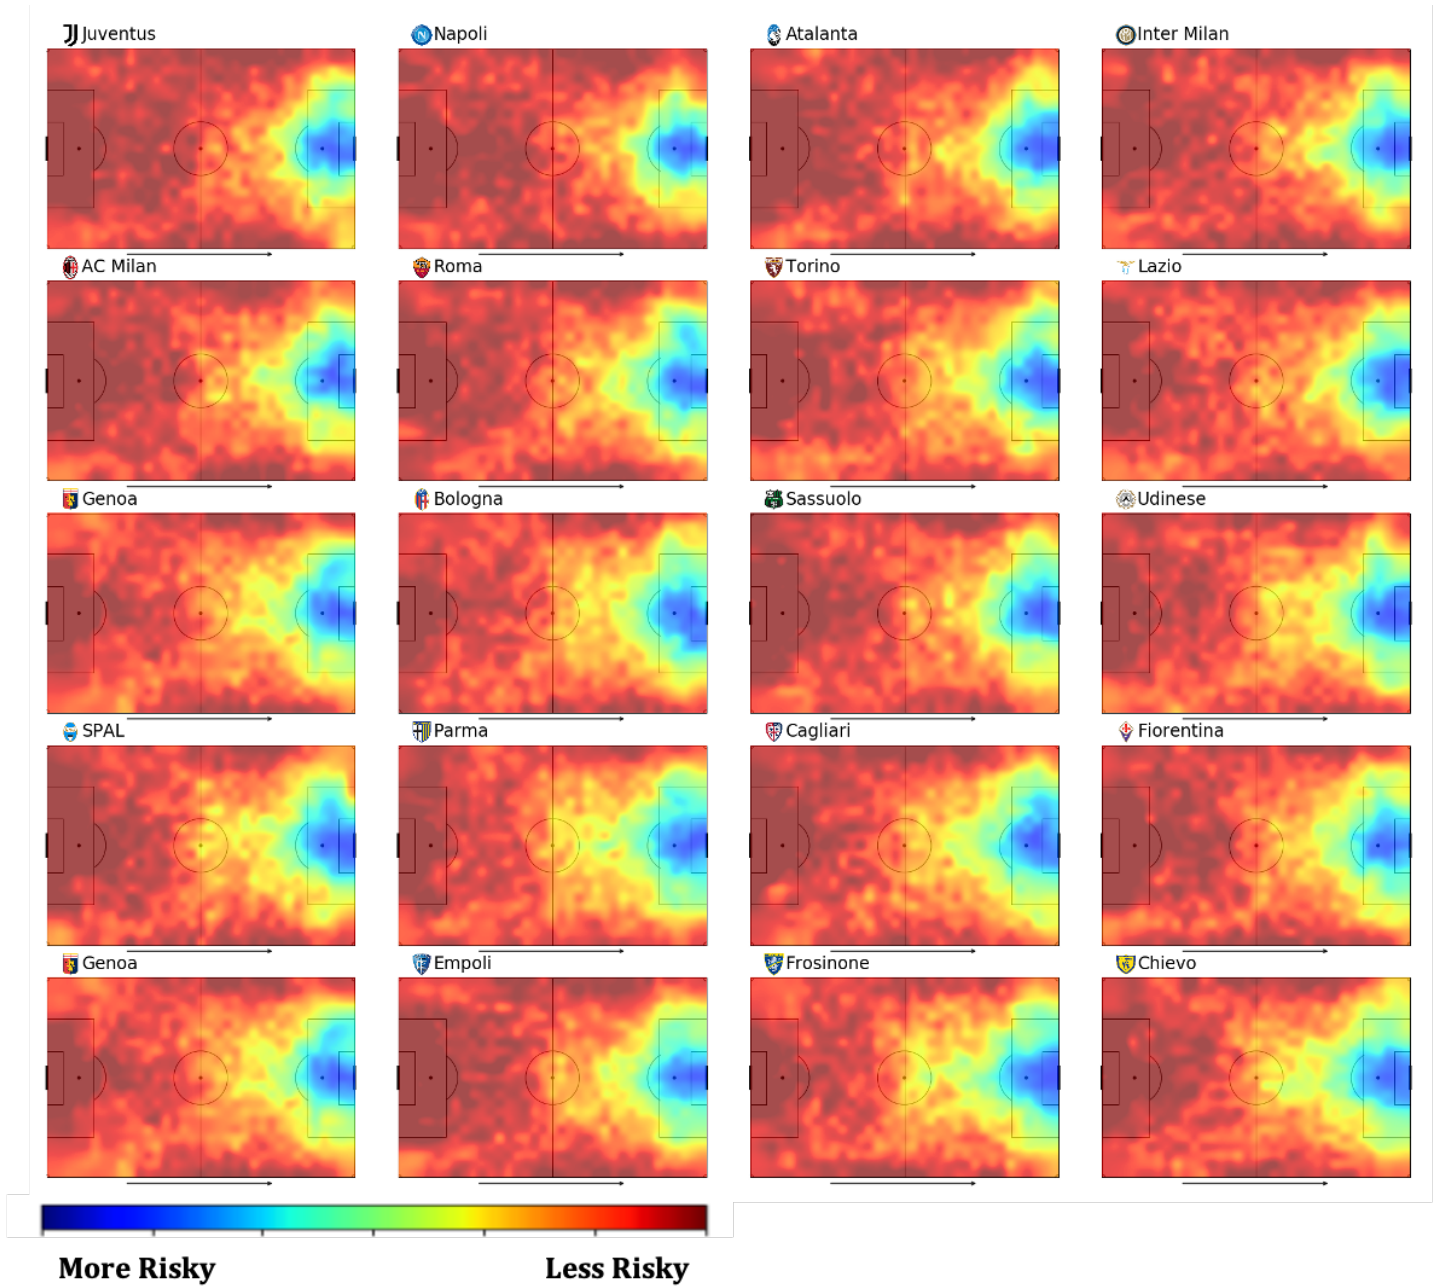 Juventus
Napoli
Atalanta
Inter Milan
AC Milan
Roma
Torino
Lazio
Genoa
Bologna
Sassuolo
Udinese
SPAL
Parma
Cagliari
Fiorentina
Genoa
Empoli
Frosinone
Chievo
More Risky
Less Risky